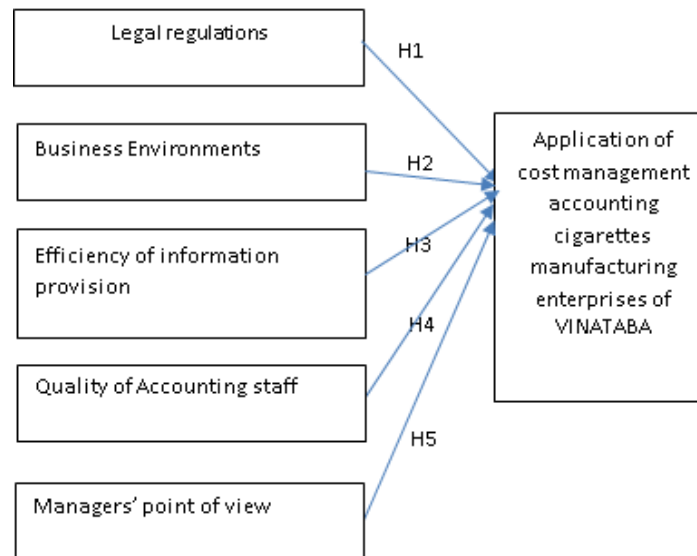 Legal regulations
H1
Business Environments
H2
Efficiency of information
provision
H3
Quality of Accounting staff
H4
Managers' point of view
H5
Application of
cost management
accounting
cigarettes
manufacturing
enterprises of
VINATABA